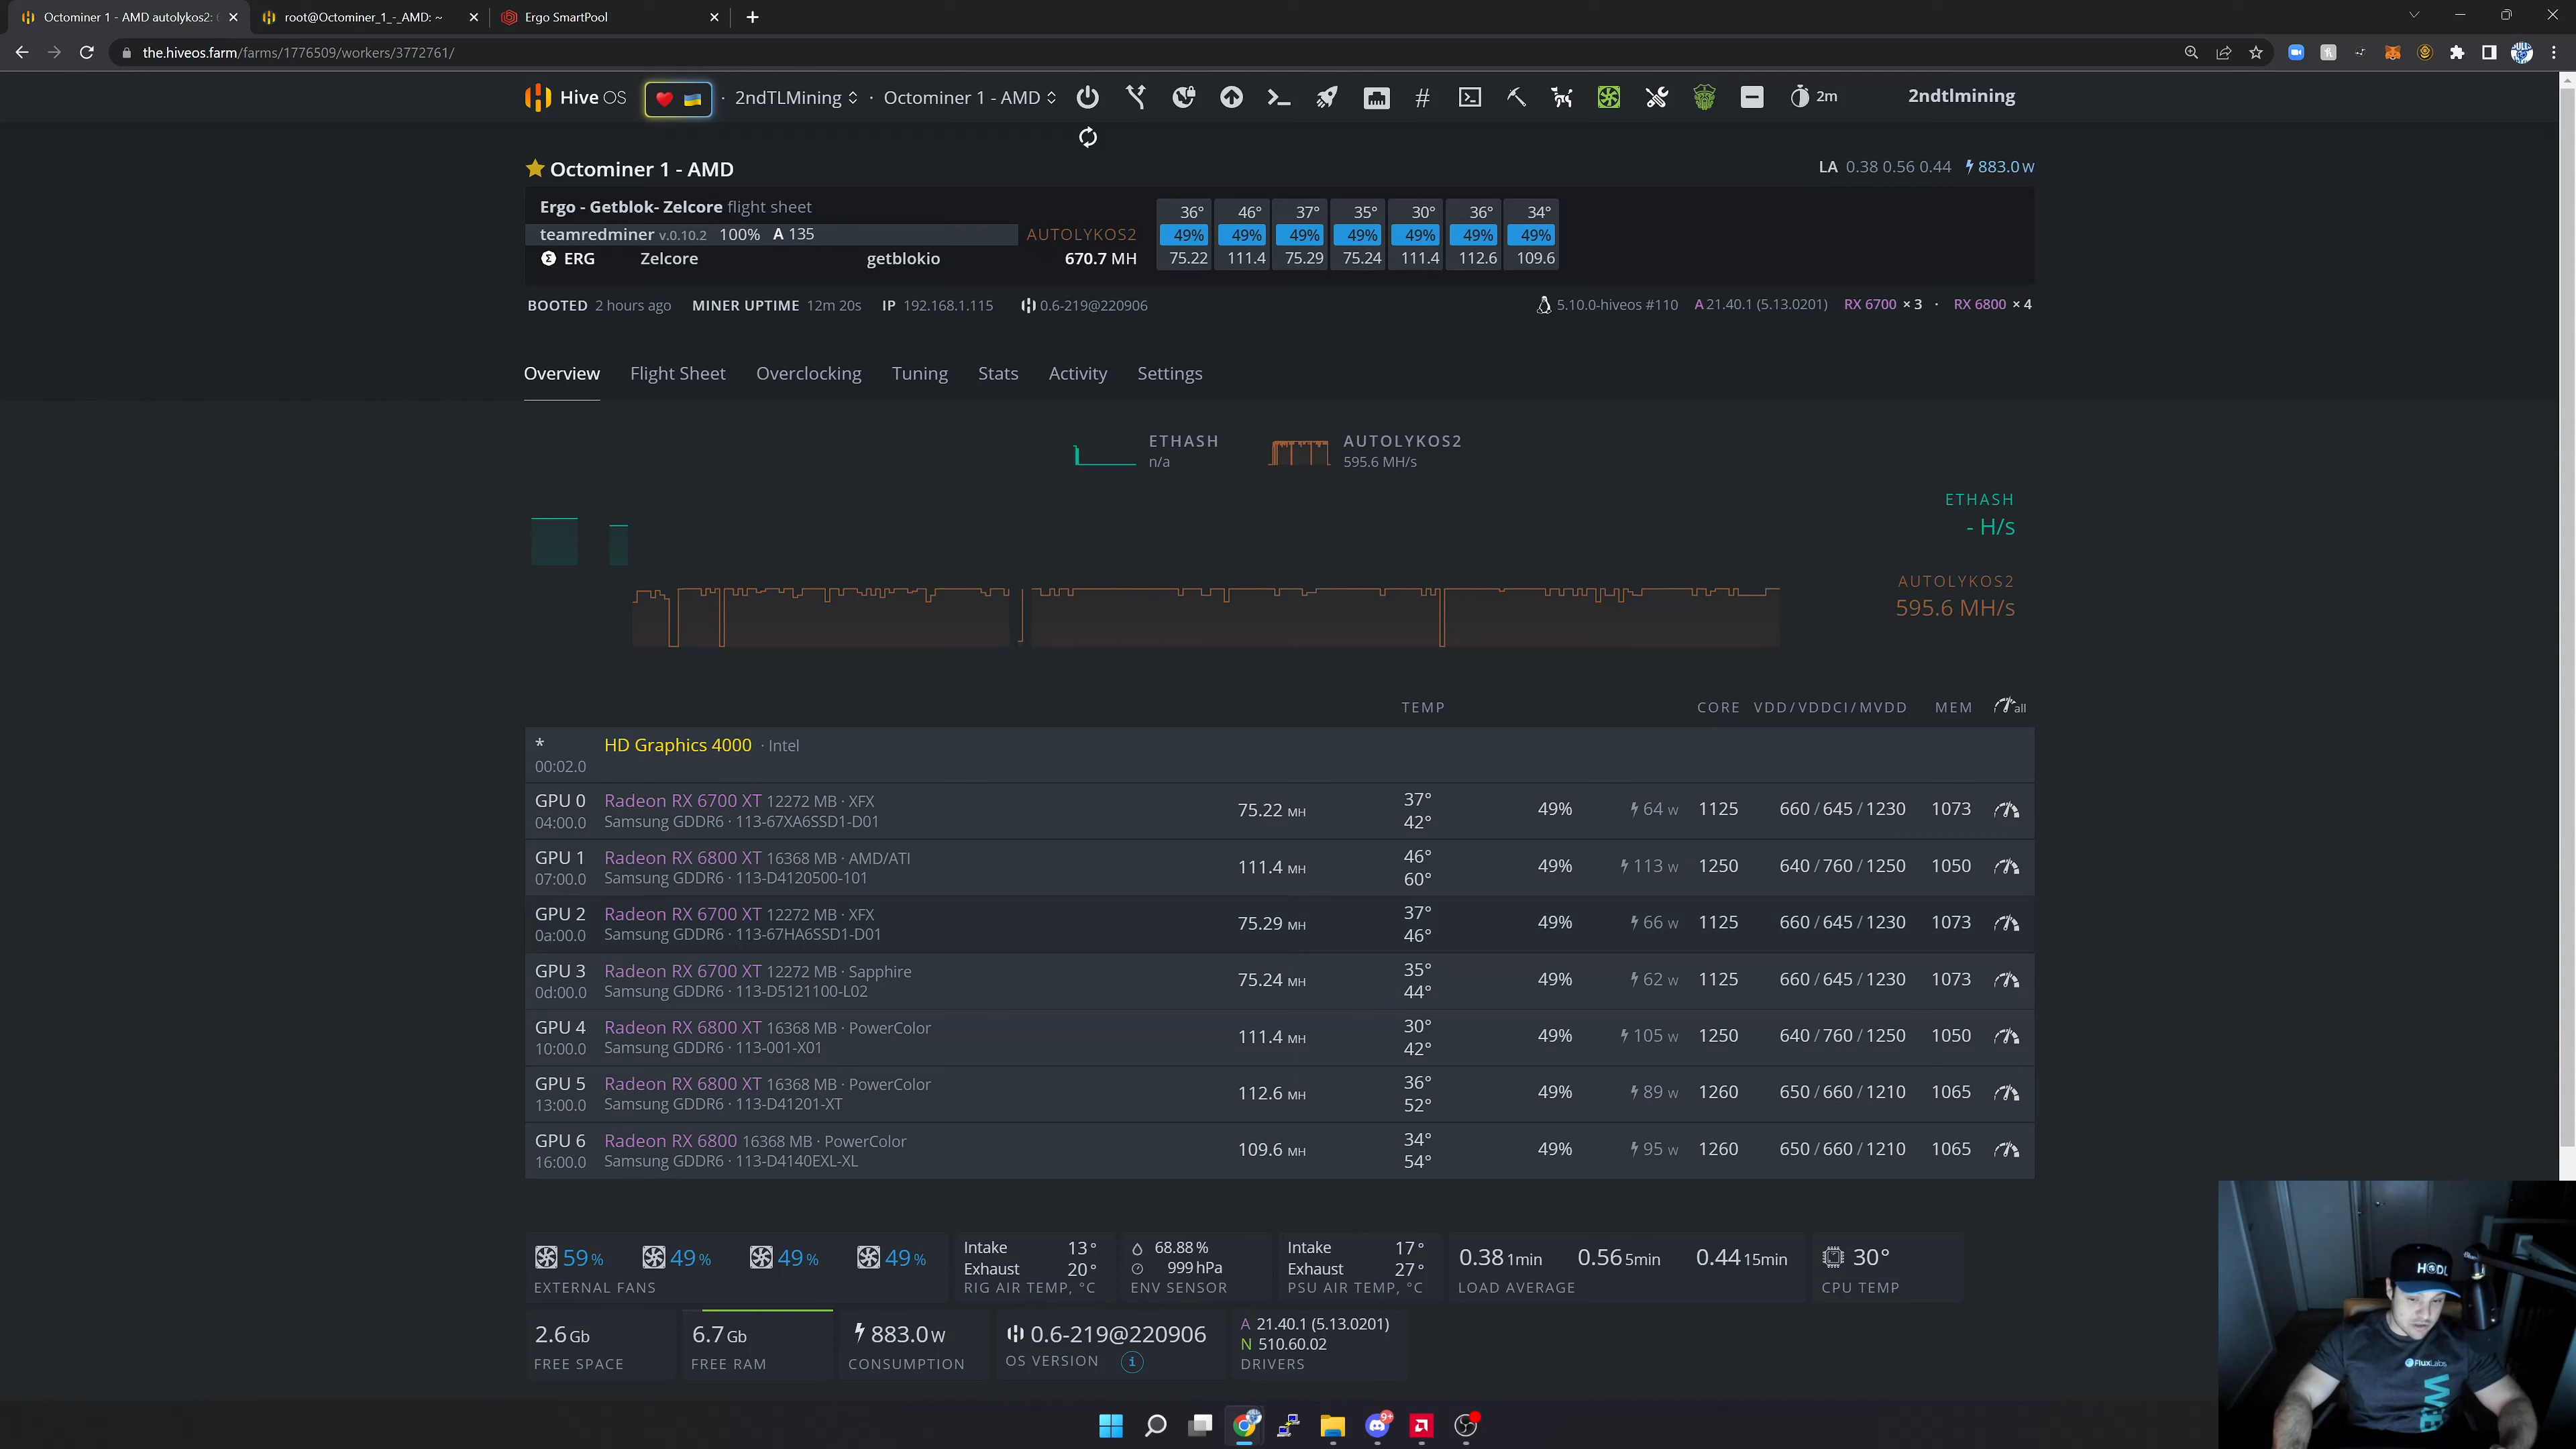 Octominer 1 - AMD autolykos2: 6
root@Octominer_1_-_AMD: ~
Ergo SmartPool
the.hiveos.farm/farms/1776509/workers/3772761/
Hive OS
· 2ndTLMining · Octominer 1 - AMD
2m
2ndtlmining
Octominer 1 - AMD
LA 0.38 0.56 0.44 883.0 W
Ergo - Getblok- Zelcore flight sheet
36° 46° 37° 35° 30° 36° 34°
teamredminer v.0.10.2 100% A 135 AUTOLYKOS2
49% 49% 49% 49% 49% 49% 49%
ERG Zelcore getblokio 670.7 MH
75.22 111.4 75.29 75.24 111.4 112.6 109.6
BOOTED 2 hours ago MINER UPTIME 12m 20s IP 192.168.1.115 0.6-219@220906
5.10.0-hiveos #110 A 21.40.1 (5.13.0201) RX 6700 × 3 · RX 6800 × 4
Overview Flight Sheet Overclocking Tuning Stats Activity Settings
ETHASH
n/a
AUTOLYKOS2
595.6 MH/s
ETHASH
- H/s
AUTOLYKOS2
595.6 MH/s
TEMP CORE VDD/VDDCI/MVDD MEM all
* HD Graphics 4000 · Intel
00:02.0
GPU 0 Radeon RX 6700 XT 12272 MB · XFX
04:00.0 Samsung GDDR6 · 113-67XA6SSD1-D01
75.22 MH 37° 42° 49% 64 W 1125 660 / 645 / 1230 1073
GPU 1 Radeon RX 6800 XT 16368 MB · AMD/ATI
07:00.0 Samsung GDDR6 · 113-D4120500-101
111.4 MH 46° 60° 49% 113 W 1250 640 / 760 / 1250 1050
GPU 2 Radeon RX 6700 XT 12272 MB · XFX
0a:00.0 Samsung GDDR6 · 113-67HA6SSD1-D01
75.29 MH 37° 46° 49% 66 W 1125 660 / 645 / 1230 1073
GPU 3 Radeon RX 6700 XT 12272 MB · Sapphire
0d:00.0 Samsung GDDR6 · 113-D5121100-L02
75.24 MH 35° 44° 49% 62 W 1125 660 / 645 / 1230 1073
GPU 4 Radeon RX 6800 XT 16368 MB · PowerColor
10:00.0 Samsung GDDR6 · 113-001-X01
111.4 MH 30° 42° 49% 105 W 1250 640 / 760 / 1250 1050
GPU 5 Radeon RX 6800 XT 16368 MB · PowerColor
13:00.0 Samsung GDDR6 · 113-D41201-XT
112.6 MH 36° 52° 49% 89 W 1260 650 / 660 / 1210 1065
GPU 6 Radeon RX 6800 16368 MB · PowerColor
16:00.0 Samsung GDDR6 · 113-D4140EXL-XL
109.6 MH 34° 54° 49% 95 W 1260 650 / 660 / 1210 1065
59 % 49 % 49 % 49 %
EXTERNAL FANS
Intake 13 °
Exhaust 20 °
RIG AIR TEMP, °C
68.88 %
999 hPa
ENV SENSOR
Intake 17 °
Exhaust 27 °
PSU AIR TEMP, °C
0.38 1min 0.56 5min 0.44 15min
LOAD AVERAGE
30°
CPU TEMP
2.6 Gb
FREE SPACE
6.7 Gb
FREE RAM
883.0 W
CONSUMPTION
0.6-219@220906
OS VERSION i
A 21.40.1 (5.13.0201)
N 510.60.02
DRIVERS
9+
HODL
FluxLabs